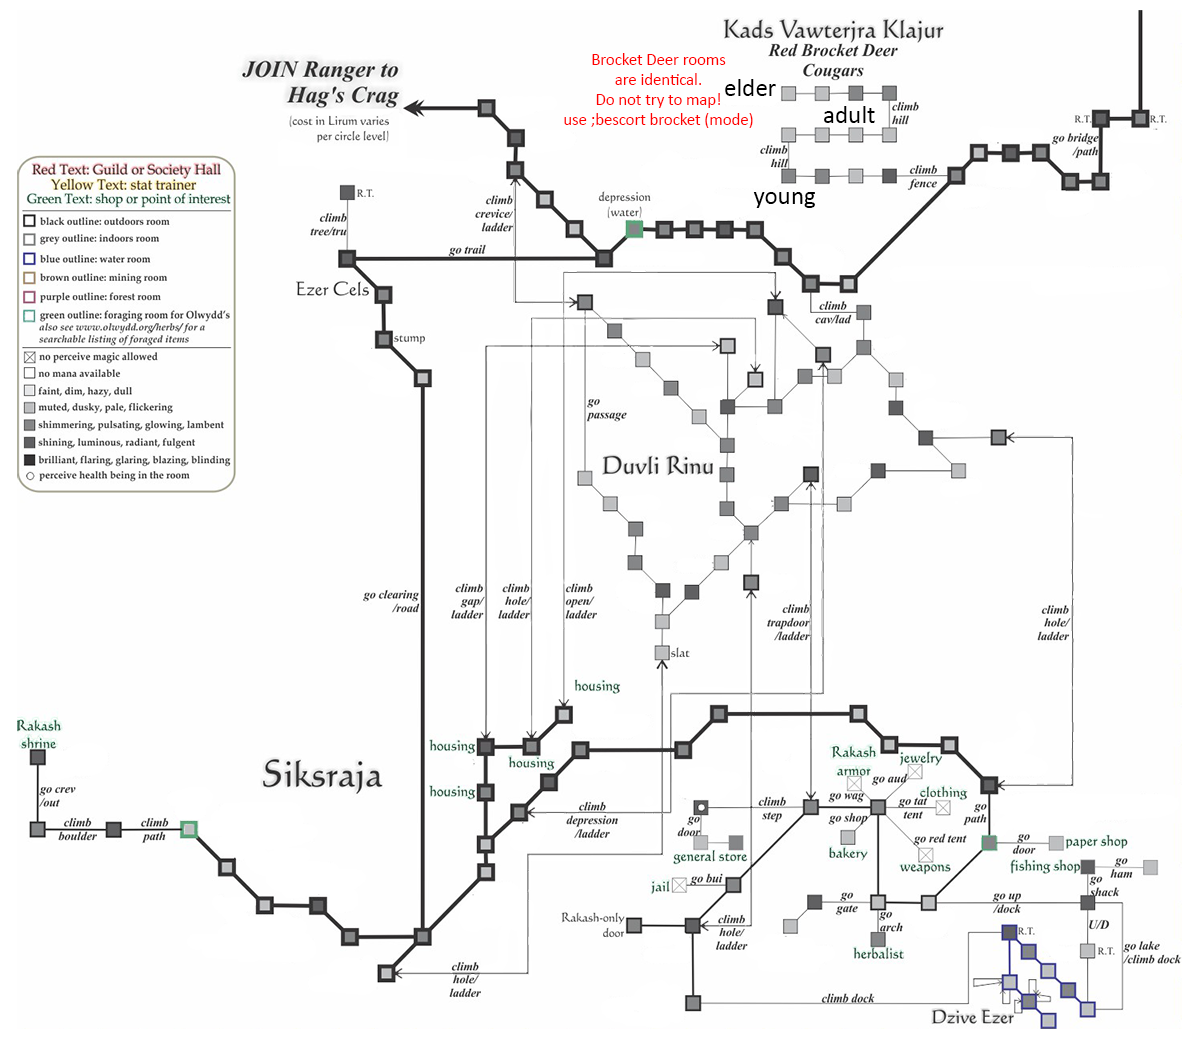 Kads Vawterjra Klajur
Red Brocket Deer
Cougars
Brocket Deer rooms
are identical.
Do not try to map!
use ;bescort brocket (mode)
elder
adult
young
climb
hill
climb
hill
climb
fence
go bridge
/path
R.T.
R.T.
JOIN Ranger to
Hag's Crag
(cost in Lirum varies
per circle level)
Red Text: Guild or Society Hall
Yellow Text: stat trainer
Green Text: shop or point of interest
black outline: outdoors room
grey outline: indoors room
blue outline: water room
brown outline: mining room
purple outline: forest room
green outline: foraging room for Olwydd's
also see www.olwydd.org/herbs/ for a
searchable listing of foraged items
no perceive magic allowed
no mana available
faint, dim, hazy, dull
muted, dusky, pale, flickering
shimmering, pulsating, glowing, lambent
shining, luminous, radiant, fulgent
brilliant, flaring, glaring, blazing, blinding
perceive health being in the room
R.T.
climb
tree/tru
go trail
Ezer Cels
stump
climb
crevice/
ladder
depression
(water)
climb
cav/lad
go
passage
Duvli Rinu
slat
go clearing
/road
climb
gap/
ladder
climb
hole/
ladder
climb
open/
ladder
climb
trapdoor
/ladder
climb
hole/
ladder
housing
housing
housing
housing
Rakash
shrine
go crev
/out
climb
boulder
climb
path
Siksraja
climb
depression
/ladder
climb
hole/
ladder
climb
step
go
door
general store
jail
go bui
Rakash-only
door
climb
hole/
ladder
climb dock
Rakash
armor
jewelry
go aud
go wag
clothing
go tat
tent
go shop
bakery
go red tent
weapons
go
path
go
door
paper shop
fishing shop
go
ham
go
shack
go
gate
go
arch
herbalist
go up
/dock
U/D
R.T.
R.T.
go lake
/climb dock
Dzive Ezer